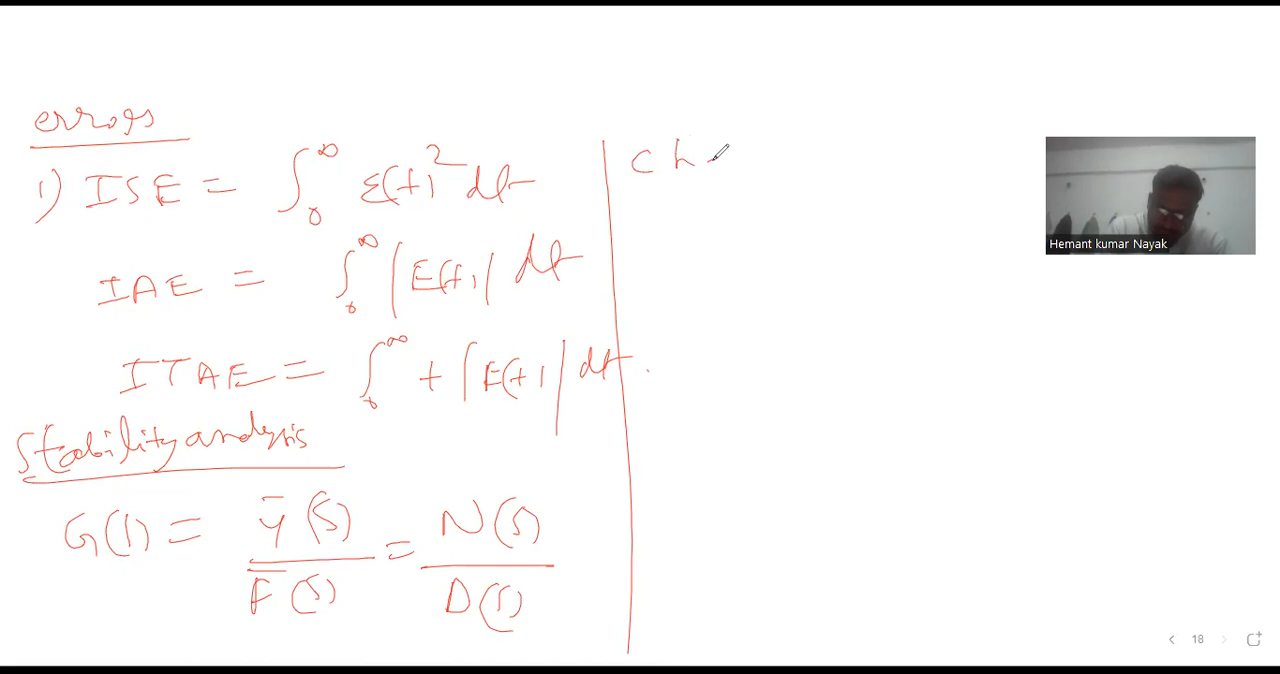 errors
1) ISE = ∫₀^∞ ε(t)² dt
IAE = ∫₀^∞ |E(t)| dt
ITAE = ∫₀^∞ t |E(t)| dt.
Stability analysis
G(s) = ȳ(s) / F̄(s) = N(s) / D(s)
Ch
Hemant kumar Nayak
18